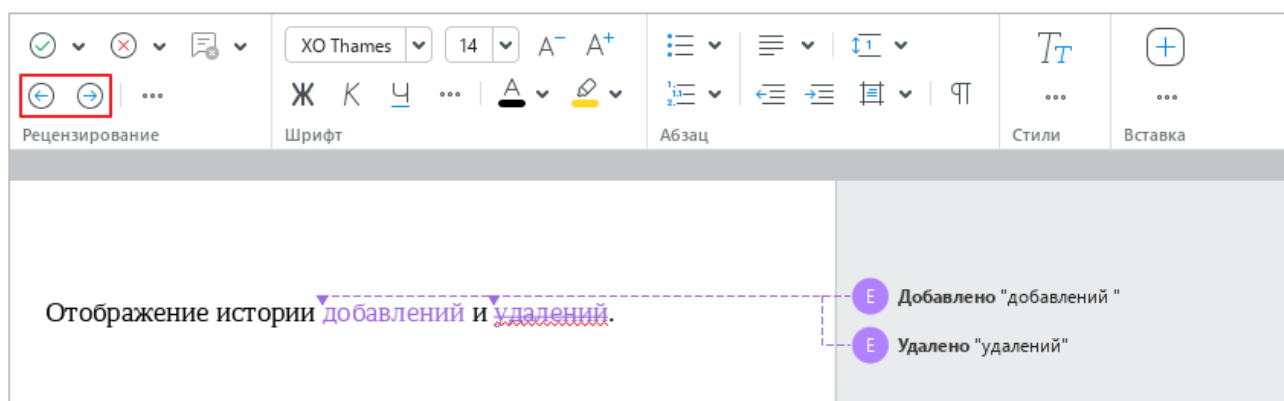 XO Thames 14 A⁻ A⁺
Ж К Ч A
Рецензирование Шрифт Абзац Стили Вставка
Отображение истории добавлений и удалений.
E Добавлено "добавлений "
E Удалено "удалений"